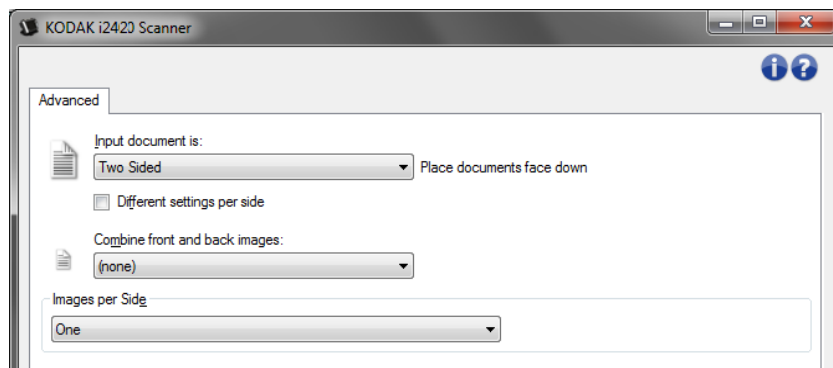 KODAK i2420 Scanner
Advanced
Input document is:
Two Sided Place documents face down
Different settings per side
Combine front and back images:
(none)
Images per Side
One